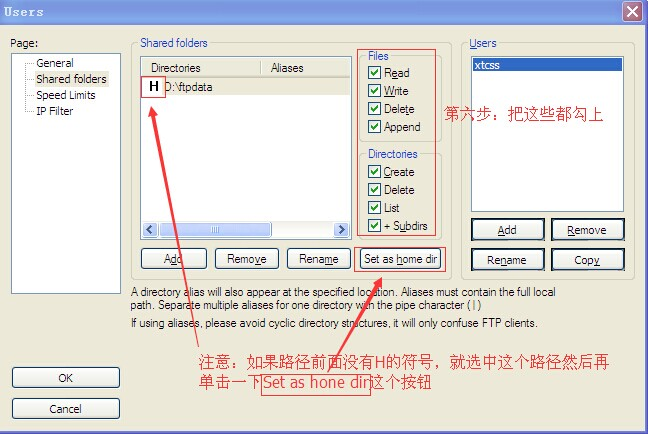 Users
Page:
General
Shared folders
Speed Limits
IP Filter
Shared folders
Directories Aliases
H D:\ftpdata
Files
Read
Write
Delete
Append
Directories
Create
Delete
List
+ Subdirs
Add Remove Rename Set as home dir
Users
xtcss
第六步：把这些都勾上
Add Remove
Rename Copy
A directory alias will also appear at the specified location. Aliases must contain the full local
path. Separate multiple aliases for one directory with the pipe character (|)
If using aliases, please avoid cyclic directory structures, it will only confuse FTP clients.
注意：如果路径前面没有H的符号，就选中这个路径然后再
单击一下Set as hone dir这个按钮
OK
Cancel